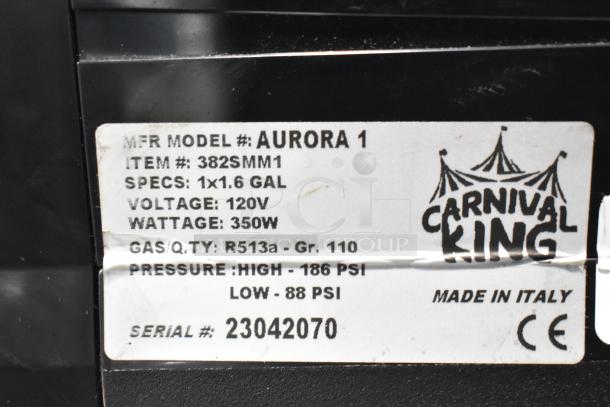 MFR MODEL #: AURORA 1
ITEM #: 382SMM1
SPECS: 1x1.6 GAL
VOLTAGE: 120V
WATTAGE: 350W
GAS/Q.TY: R513a - Gr. 110
PRESSURE :HIGH - 186 PSI
LOW - 88 PSI
SERIAL #: 23042070
CARNIVAL
KING
MADE IN ITALY
CE